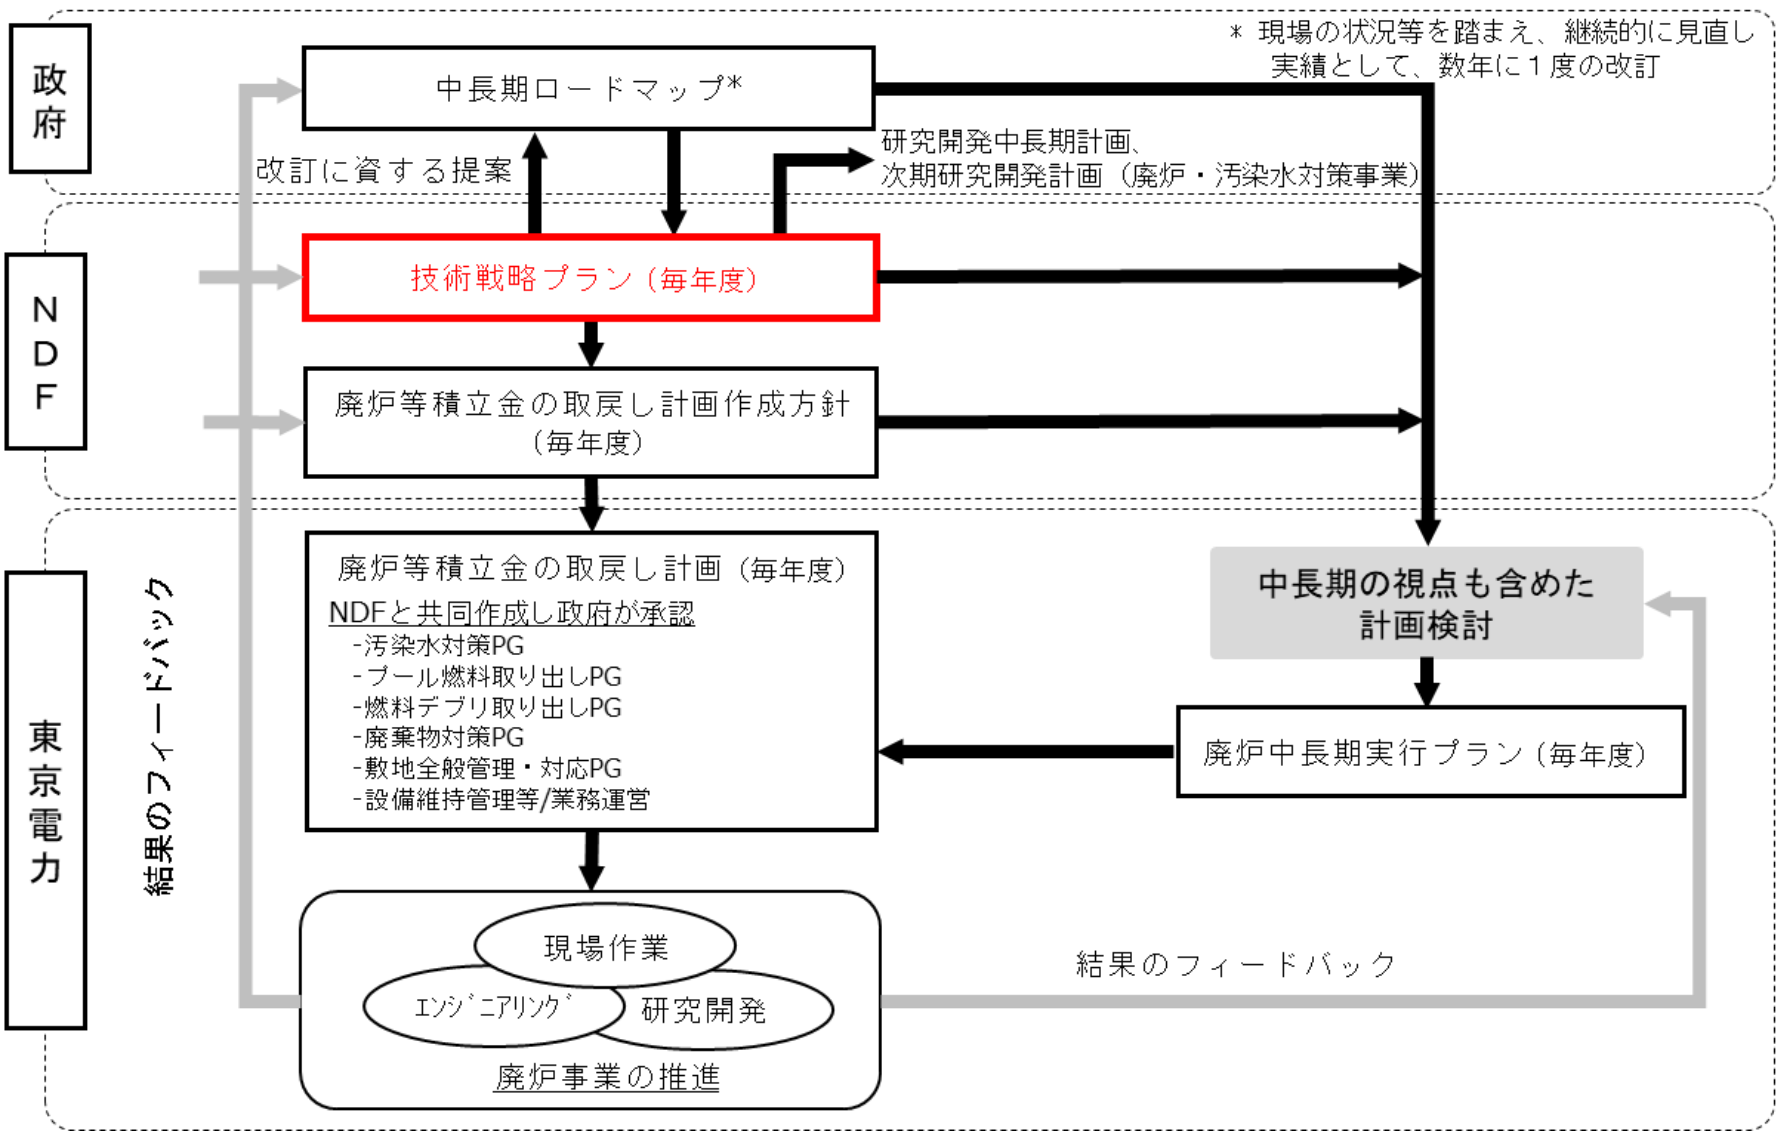 政府
* 現場の状況等を踏まえ、継続的に見直し
実績として、数年に1度の改訂
中長期ロードマップ*
改訂に資する提案
研究開発中長期計画、
次期研究開発計画（廃炉・汚染水対策事業）
NDF
技術戦略プラン（毎年度）
廃炉等積立金の取戻し計画作成方針
（毎年度）
東京電力
結果のフィードバック
廃炉等積立金の取戻し計画（毎年度）
NDFと共同作成し政府が承認
-汚染水対策PG
-プール燃料取り出しPG
-燃料デブリ取り出しPG
-廃棄物対策PG
-敷地全般管理・対応PG
-設備維持管理等/業務運営
中長期の視点も含めた
計画検討
廃炉中長期実行プラン（毎年度）
現場作業
ｴﾝｼﾞﾆｱﾘﾝｸﾞ
研究開発
廃炉事業の推進
結果のフィードバック